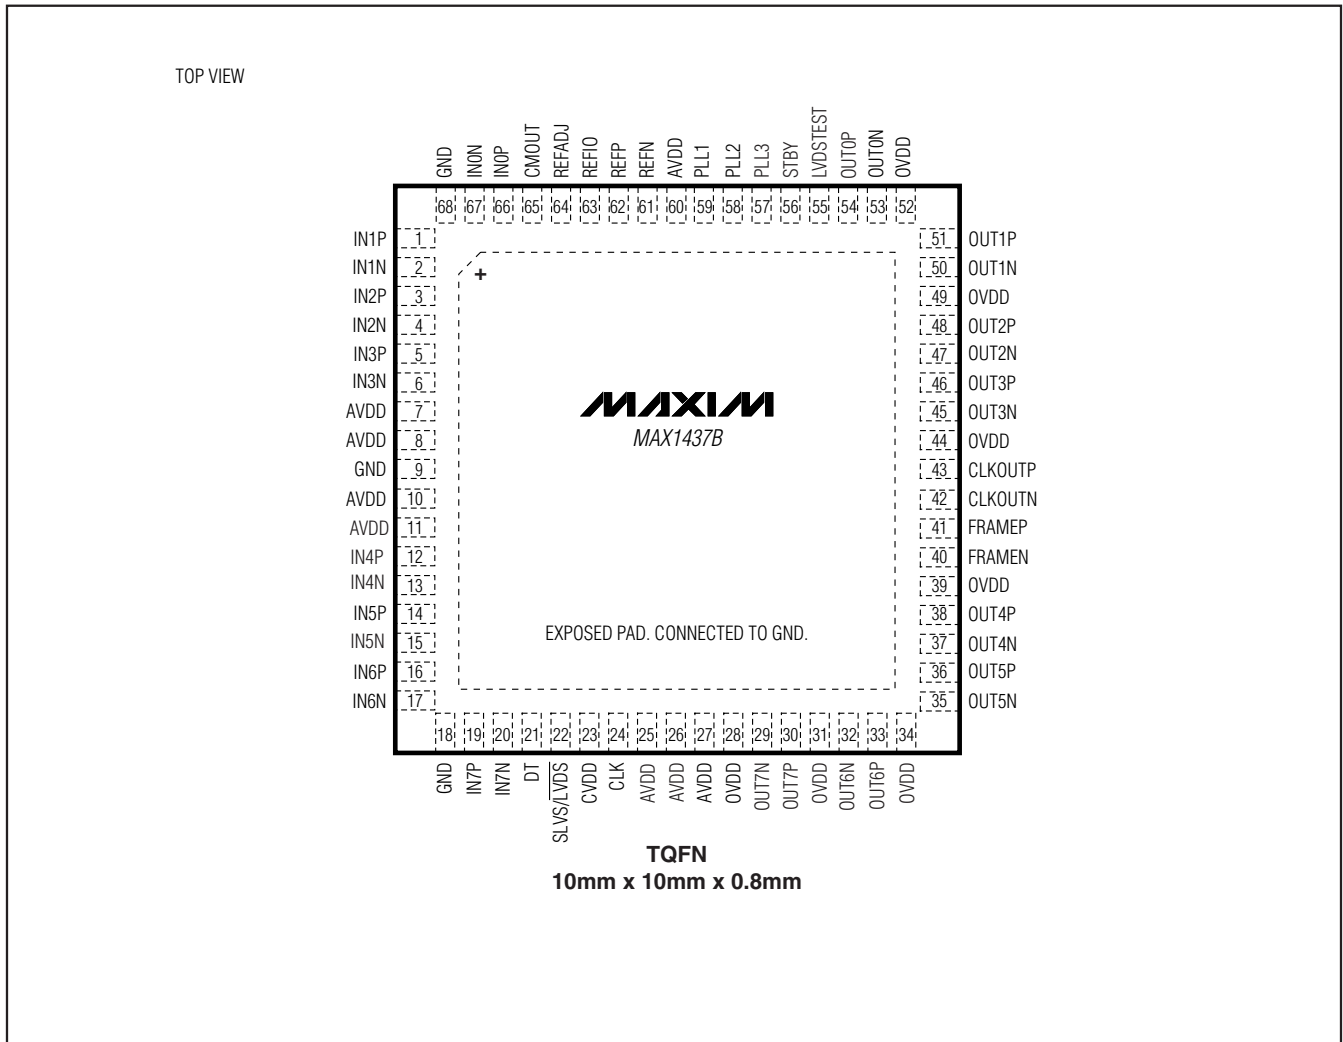 TOP VIEW
GND
IN0N
IN0P
CMOUT
REFADJ
REFIO
REFP
REFN
AVDD
PLL1
PLL2
PLL3
STBY
LVDSTEST
OUT0P
OUT0N
OVDD
68 67 66 65 64 63 62 61 60 59 58 57 56 55 54 53 52
IN1P 1
IN1N 2
IN2P 3
IN2N 4
IN3P 5
IN3N 6
AVDD 7
AVDD 8
GND 9
AVDD 10
AVDD 11
IN4P 12
IN4N 13
IN5P 14
IN5N 15
IN6P 16
IN6N 17
+
MAXIM
MAX1437B
EXPOSED PAD. CONNECTED TO GND.
51 OUT1P
50 OUT1N
49 OVDD
48 OUT2P
47 OUT2N
46 OUT3P
45 OUT3N
44 OVDD
43 CLKOUTP
42 CLKOUTN
41 FRAMEP
40 FRAMEN
39 OVDD
38 OUT4P
37 OUT4N
36 OUT5P
35 OUT5N
18 19 20 21 22 23 24 25 26 27 28 29 30 31 32 33 34
GND
IN7P
IN7N
DT
SLVS/LVDS
CVDD
CLK
AVDD
AVDD
AVDD
OVDD
OUT7N
OUT7P
OVDD
OUT6N
OUT6P
OVDD
TQFN
10mm x 10mm x 0.8mm